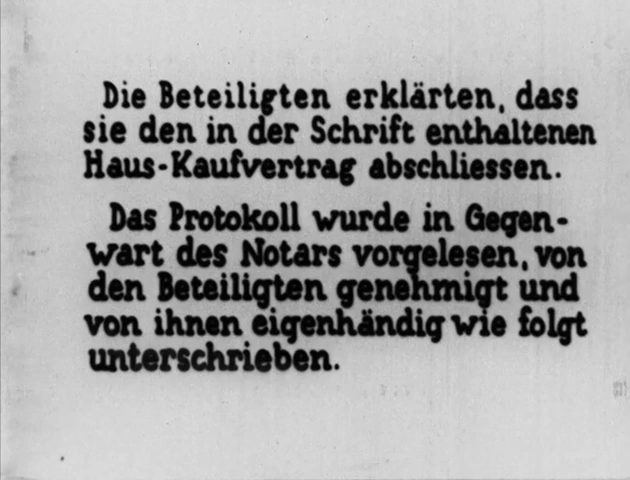 Die Beteiligten erklärten, dass
sie den in der Schrift enthaltenen
Haus-Kaufvertrag abschliessen.
Das Protokoll wurde in Gegen-
wart des Notars vorgelesen, von
den Beteiligten genehmigt und
von ihnen eigenhändig wie folgt
unterschrieben.